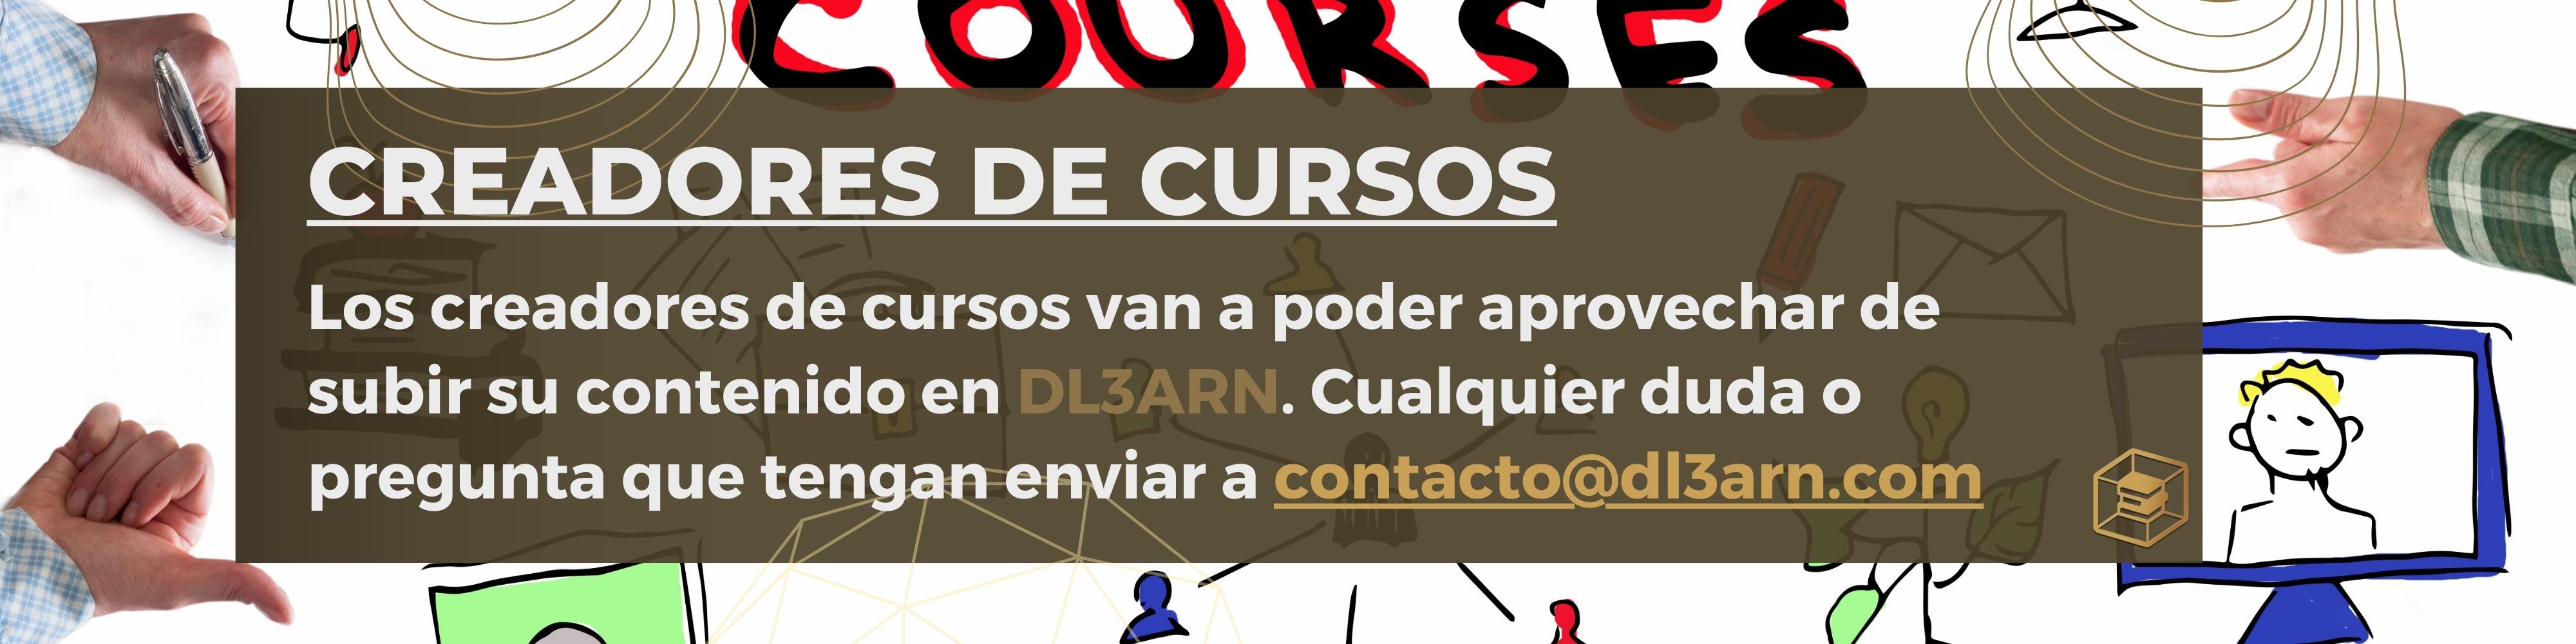 COURSES
CREADORES DE CURSOS
Los creadores de cursos van a poder aprovechar de
subir su contenido en DL3ARN. Cualquier duda o
pregunta que tengan enviar a contacto@dl3arn.com